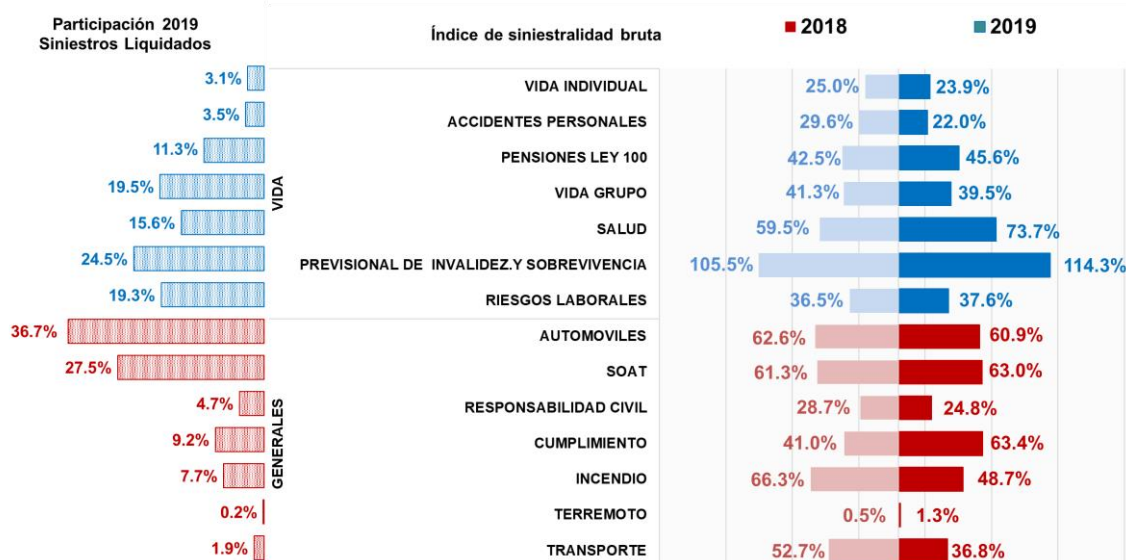 Participación 2019
Siniestros Liquidados
Índice de siniestralidad bruta
2018
2019
3.1%
VIDA INDIVIDUAL
25.0%
23.9%
3.5%
ACCIDENTES PERSONALES
29.6%
22.0%
11.3%
PENSIONES LEY 100
42.5%
45.6%
19.5%
VIDA GRUPO
41.3%
39.5%
VIDA
15.6%
SALUD
59.5%
73.7%
24.5%
PREVISIONAL DE INVALIDEZ.Y SOBREVIVENCIA
105.5%
114.3%
19.3%
RIESGOS LABORALES
36.5%
37.6%
36.7%
AUTOMOVILES
62.6%
60.9%
27.5%
SOAT
61.3%
63.0%
4.7%
RESPONSABILIDAD CIVIL
28.7%
24.8%
GENERALES
9.2%
CUMPLIMIENTO
41.0%
63.4%
7.7%
INCENDIO
66.3%
48.7%
0.2%
TERREMOTO
0.5%
1.3%
1.9%
TRANSPORTE
52.7%
36.8%